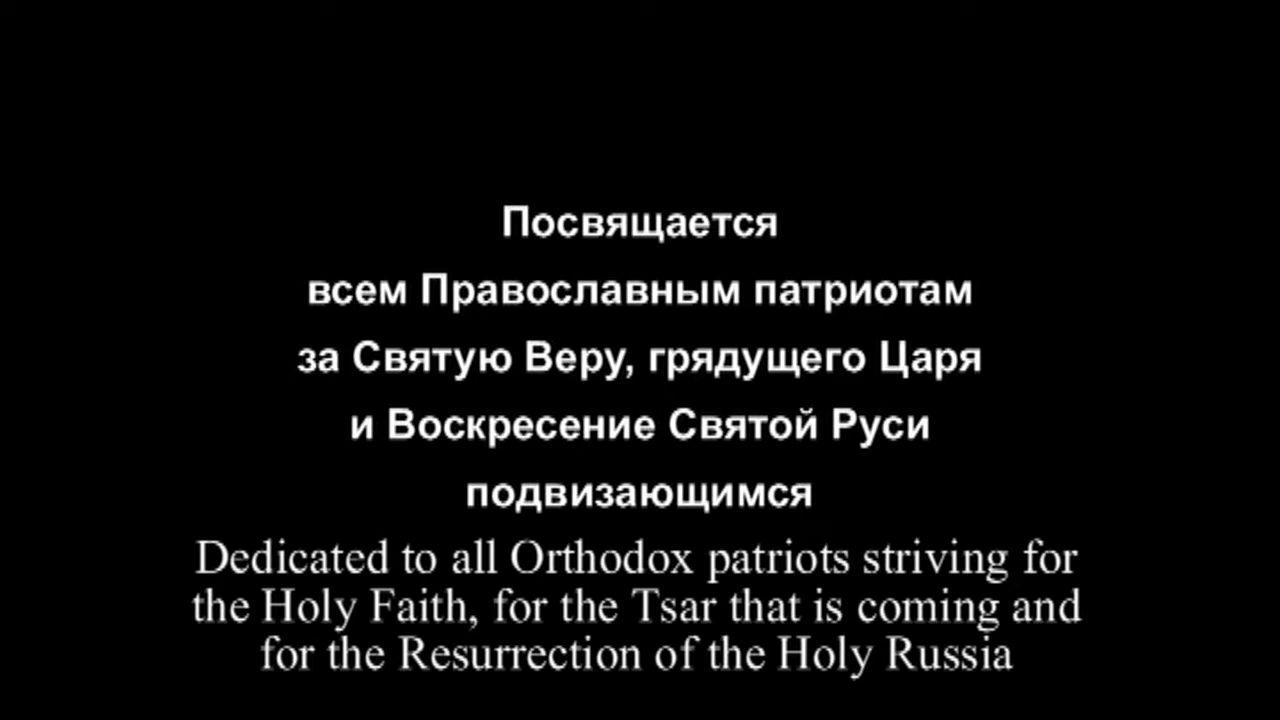 Посвящается
всем Православным патриотам
за Святую Веру, грядущего Царя
и Воскресение Святой Руси
подвизающимся
Dedicated to all Orthodox patriots striving for
the Holy Faith, for the Tsar that is coming and
for the Resurrection of the Holy Russia